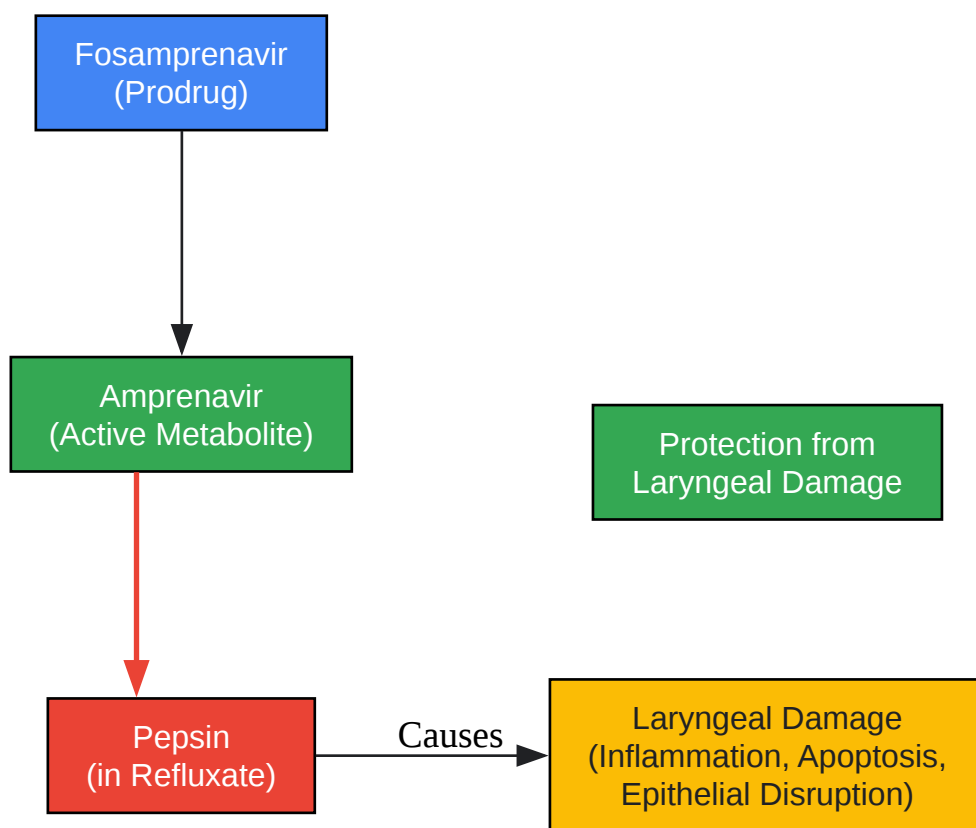 Fosamprenavir
(Prodrug)
Amprenavir
(Active Metabolite)
Protection from
Laryngeal Damage
Pepsin
(in Refluxate)
Causes
Laryngeal Damage
(Inflammation, Apoptosis,
Epithelial Disruption)